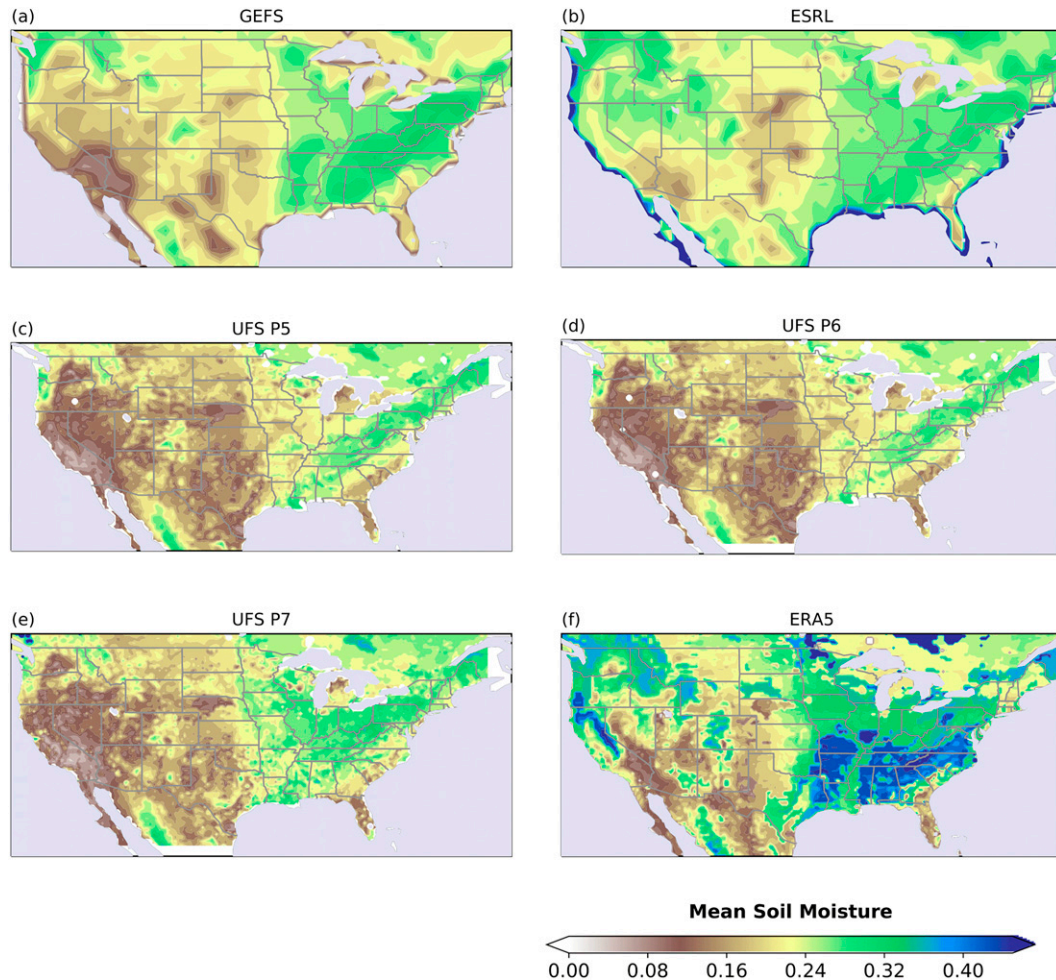 (a) GEFS
(b) ESRL
(c) UFS P5
(d) UFS P6
(e) UFS P7
(f) ERA5
Mean Soil Moisture
0.00 0.08 0.16 0.24 0.32 0.40